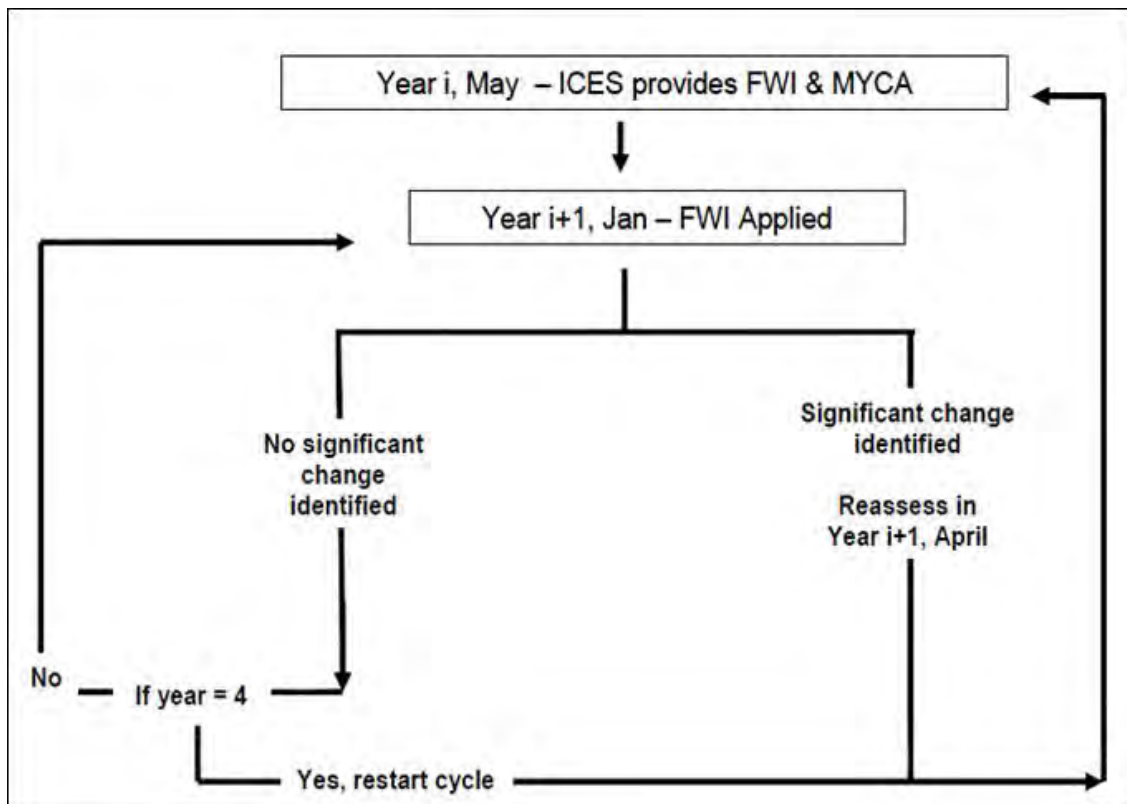 Year i, May – ICES provides FWI & MYCA
Year i+1, Jan – FWI Applied
No significant
change
identified
Significant change
identified
Reassess in
Year i+1, April
No
If year = 4
Yes, restart cycle